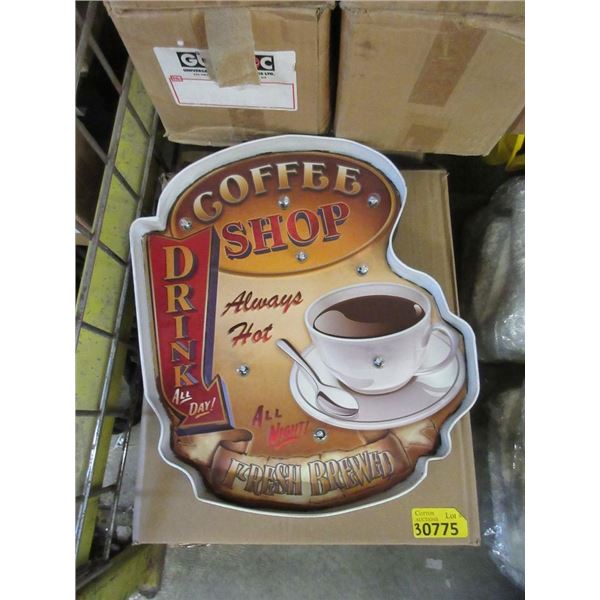 COFFEE
SHOP
DRINK
ALL
DAY!
Always
Hot
ALL
NIGHT!
FRESH BREWED
Lot
30775